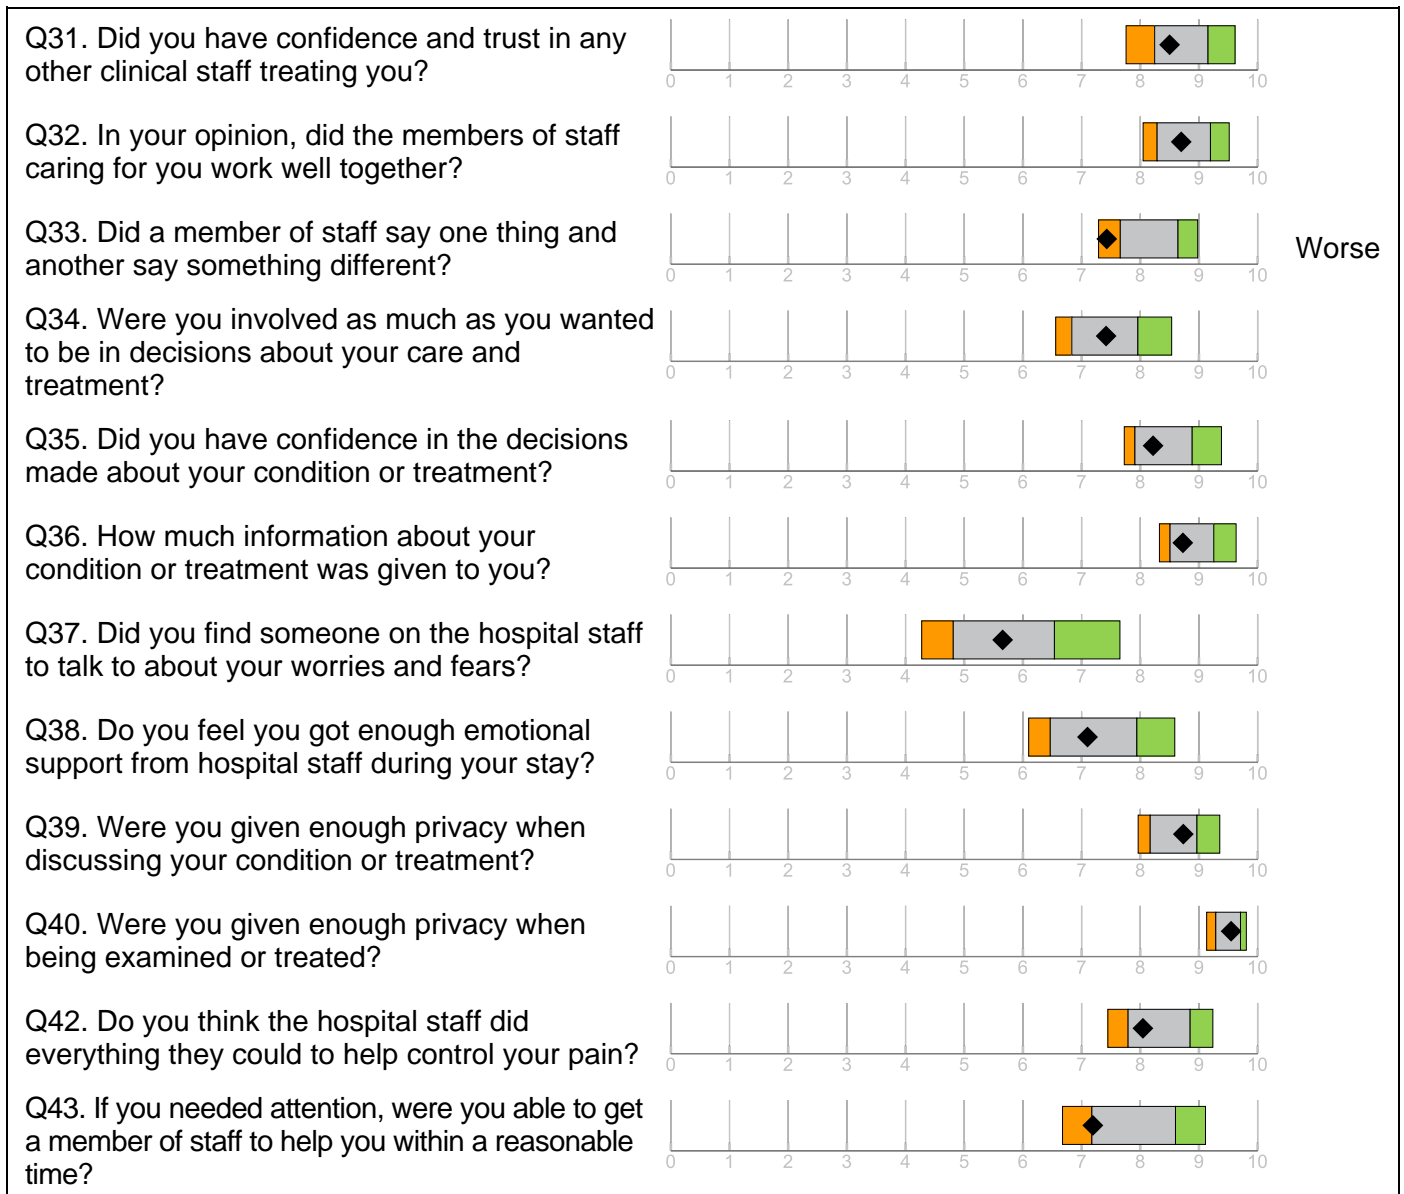 Q31. Did you have confidence and trust in any
other clinical staff treating you?
0 1 2 3 4 5 6 7 8 9 10
Q32. In your opinion, did the members of staff
caring for you work well together?
0 1 2 3 4 5 6 7 8 9 10
Q33. Did a member of staff say one thing and
another say something different?
Worse
0 1 2 3 4 5 6 7 8 9 10
Q34. Were you involved as much as you wanted
to be in decisions about your care and
treatment?
0 1 2 3 4 5 6 7 8 9 10
Q35. Did you have confidence in the decisions
made about your condition or treatment?
0 1 2 3 4 5 6 7 8 9 10
Q36. How much information about your
condition or treatment was given to you?
0 1 2 3 4 5 6 7 8 9 10
Q37. Did you find someone on the hospital staff
to talk to about your worries and fears?
0 1 2 3 4 5 6 7 8 9 10
Q38. Do you feel you got enough emotional
support from hospital staff during your stay?
0 1 2 3 4 5 6 7 8 9 10
Q39. Were you given enough privacy when
discussing your condition or treatment?
0 1 2 3 4 5 6 7 8 9 10
Q40. Were you given enough privacy when
being examined or treated?
0 1 2 3 4 5 6 7 8 9 10
Q42. Do you think the hospital staff did
everything they could to help control your pain?
0 1 2 3 4 5 6 7 8 9 10
Q43. If you needed attention, were you able to get
a member of staff to help you within a reasonable
time?
0 1 2 3 4 5 6 7 8 9 10